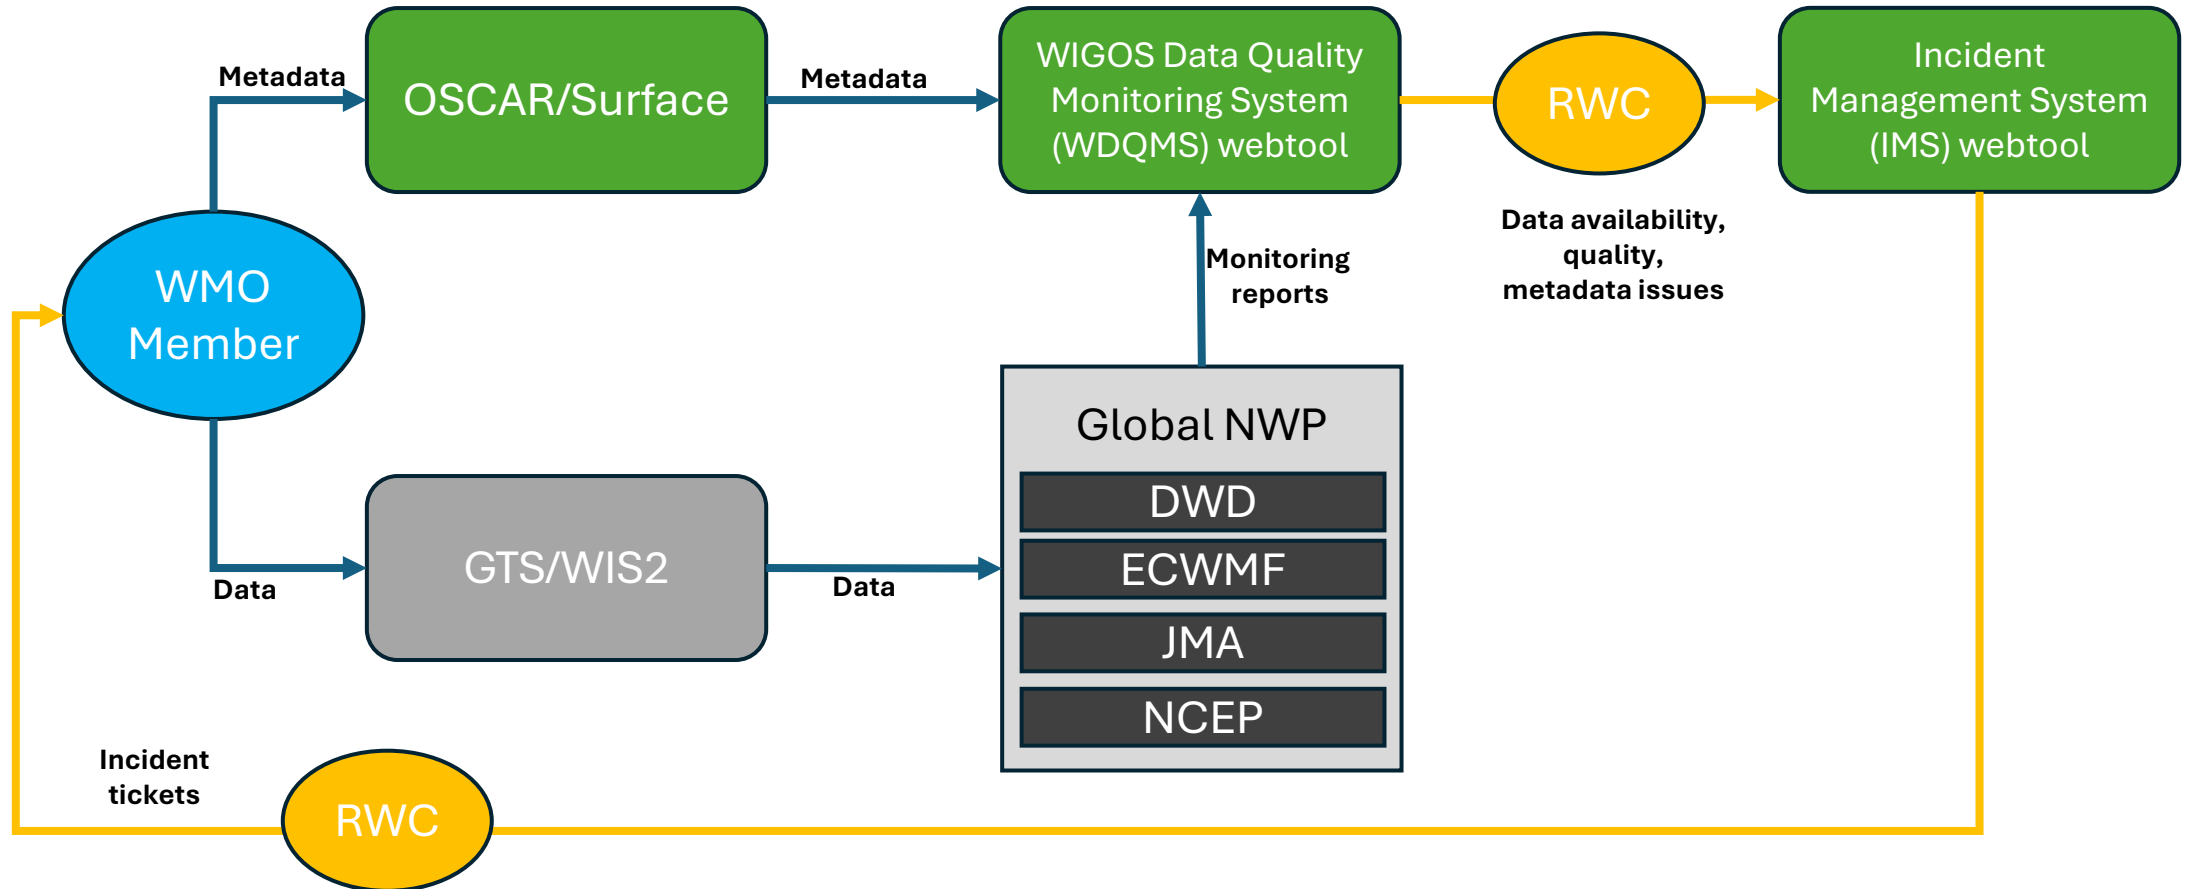 Metadata
OSCAR/Surface
Metadata
WIGOS Data Quality
Monitoring System
(WDQMS) webtool
RWC
Incident
Management System
(IMS) webtool
Data availability,
quality,
metadata issues
WMO
Member
Monitoring
reports
Global NWP
DWD
ECWMF
JMA
NCEP
GTS/WIS2
Data
Data
Incident
tickets
RWC